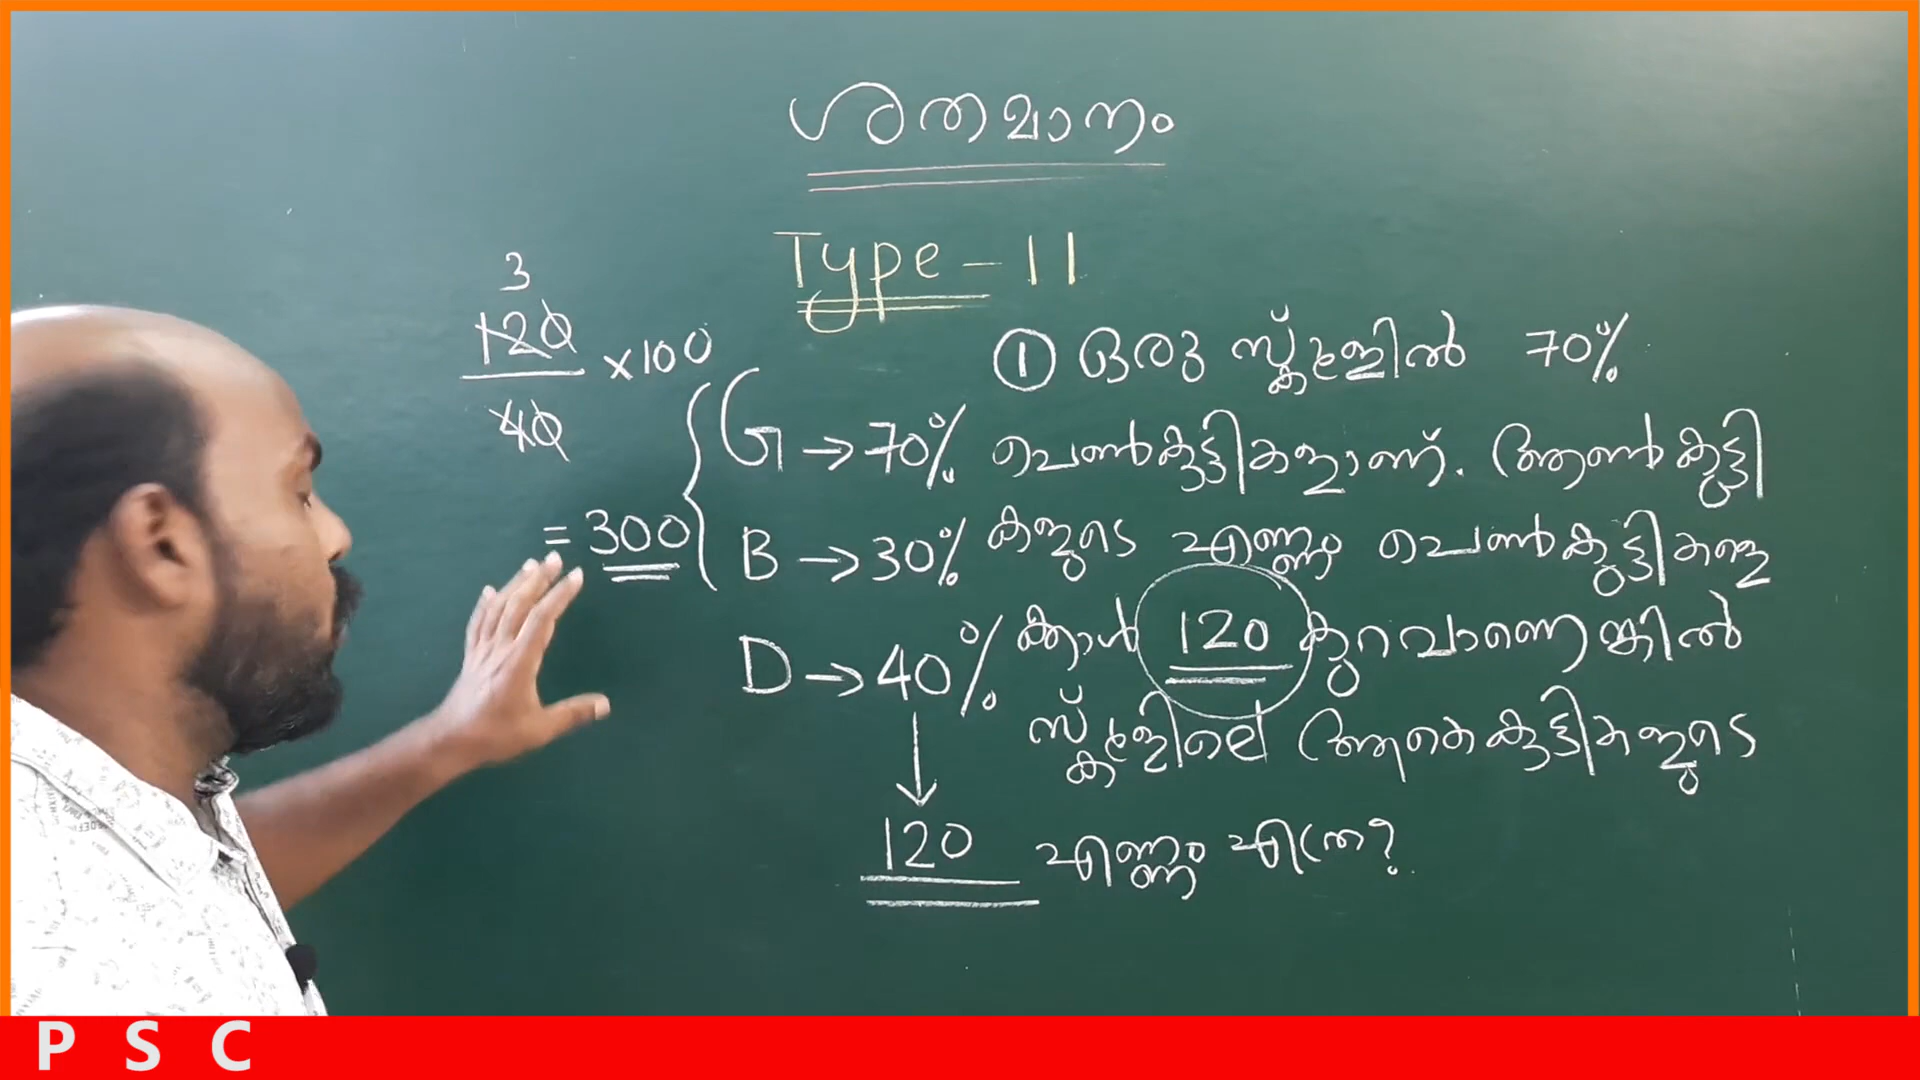 ശതമാനം
Type-11
① ഒരു സ്കൂളിൽ 70%
പെൺകുട്ടികളാണ്. ആൺകുട്ടി
കളുടെ എണ്ണം പെൺകുട്ടികളെ
ക്കാൾ 120 കുറവാണെങ്കിൽ
സ്കൂളിലെ ആകെകുട്ടികളുടെ
എണ്ണം എത്ര?
G → 70%
B → 30%
D → 40%
120
3
120
40
×100
= 300
P S C